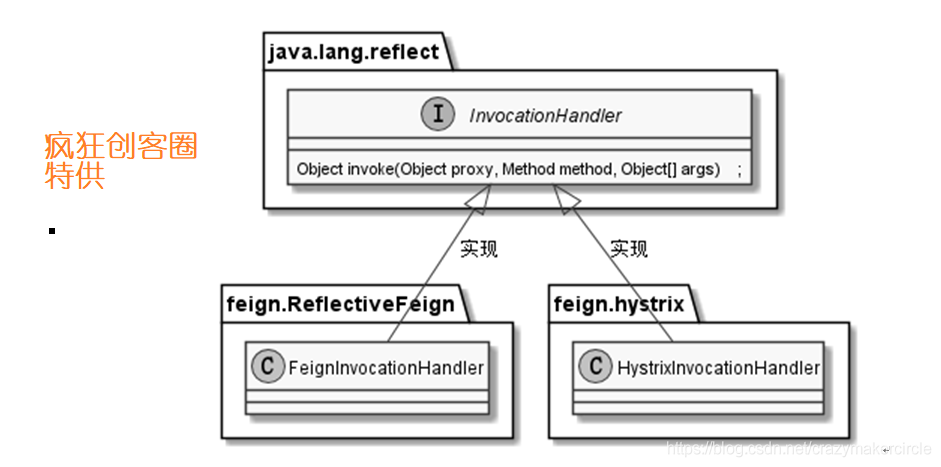 java.lang.reflect
I
InvocationHandler
Object invoke(Object proxy, Method method, Object[] args) ;
疯狂创客圈
特供
实现
实现
feign.ReflectiveFeign
C
FeignInvocationHandler
feign.hystrix
C
HystrixInvocationHandler
https://blog.csdn.net/crazymakercircle